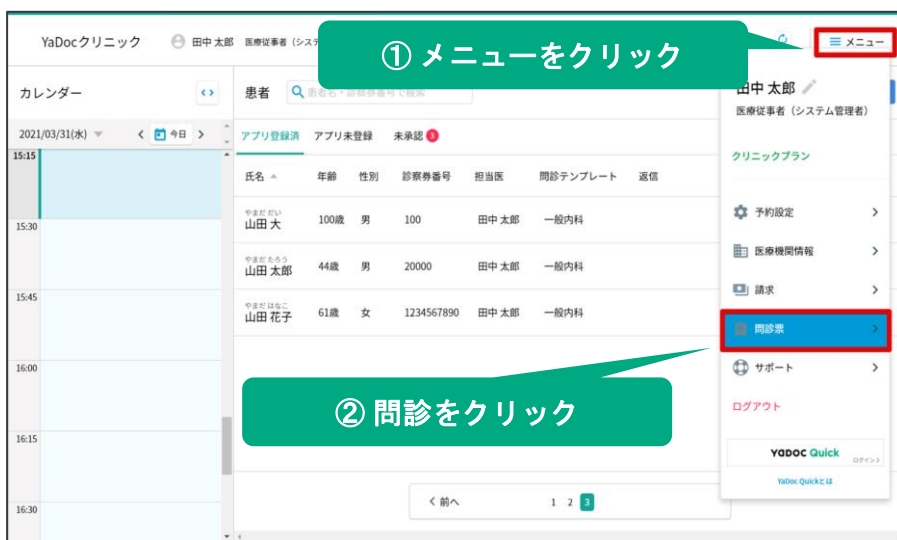 YaDocクリニック
田中 太郎 医療従事者（シス
① メニューをクリック
メニュー
カレンダー
患者
患者名・診察券番号で検索
2021/03/31(水)
今日
アプリ登録済 アプリ未登録 未承認 3
氏名 年齢 性別 診察券番号 担当医 問診テンプレート 返信
やまだ だい
山田 大 100歳 男 100 田中 太郎 一般内科
やまだ たろう
山田 太郎 44歳 男 20000 田中 太郎 一般内科
やまだ はなこ
山田 花子 61歳 女 1234567890 田中 太郎 一般内科
15:15
15:30
15:45
16:00
16:15
16:30
② 問診をクリック
前へ 1 2 3
田中 太郎
医療従事者（システム管理者）
クリニックプラン
予約設定
医療機関情報
請求
問診票
サポート
ログアウト
YaDOC Quick
ログイン
YaDoc Quickとは